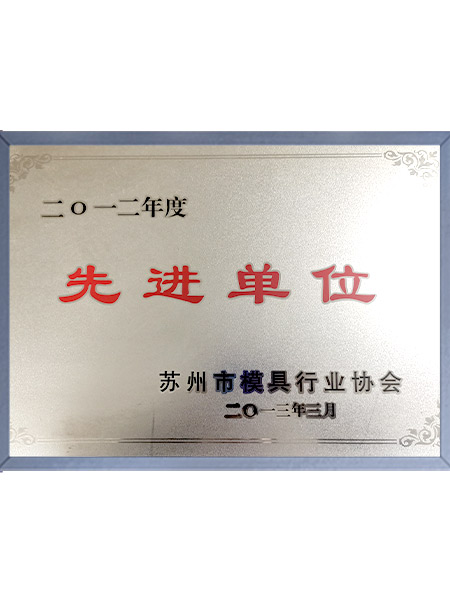 二〇一二年度
先进单位
苏州市模具行业协会
二〇一三年三月